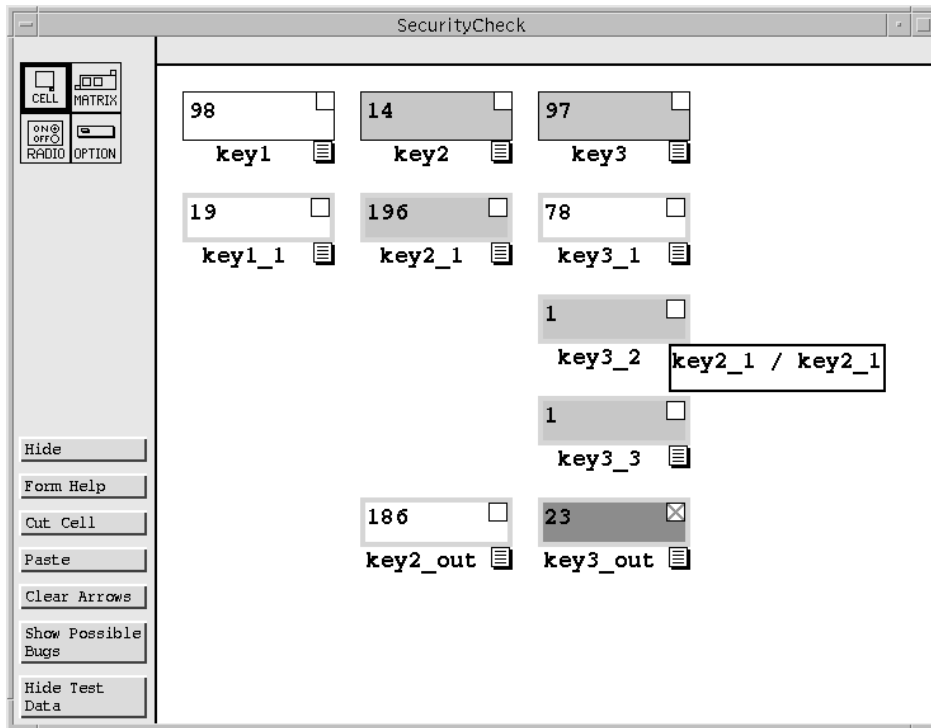 SecurityCheck
CELL MATRIX
ON
OFF
RADIO OPTION
98 14 97
key1 key2 key3
19 196 78
key1_1 key2_1 key3_1
1
key3_2
key2_1 / key2_1
1
key3_3
186 23
key2_out key3_out
Hide
Form Help
Cut Cell
Paste
Clear Arrows
Show Possible
Bugs
Hide Test
Data